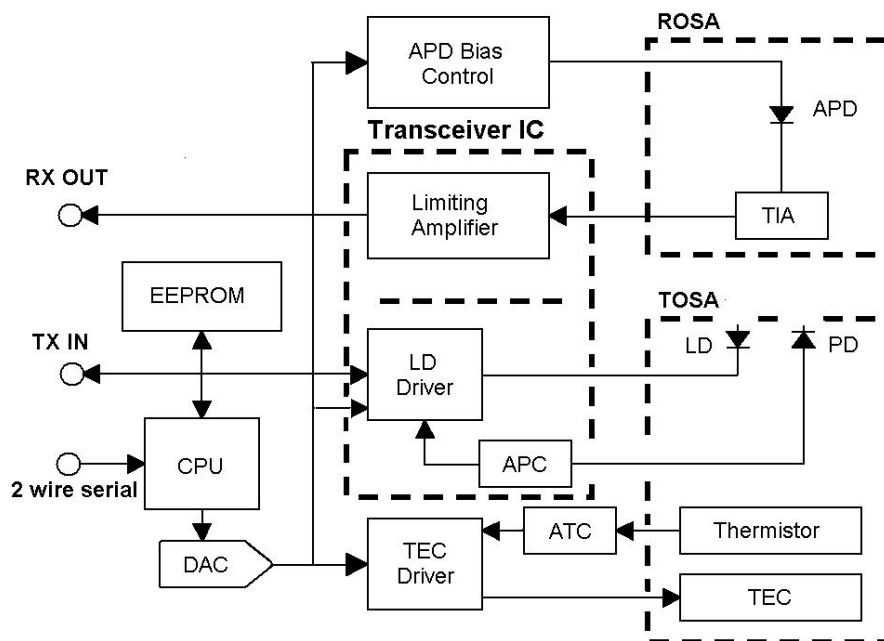 ROSA
APD Bias
Control
APD
Transceiver IC
RX OUT
Limiting
Amplifier
TIA
EEPROM
TOSA
TX IN
LD
Driver
LD
PD
CPU
APC
2 wire serial
DAC
TEC
Driver
ATC
Thermistor
TEC